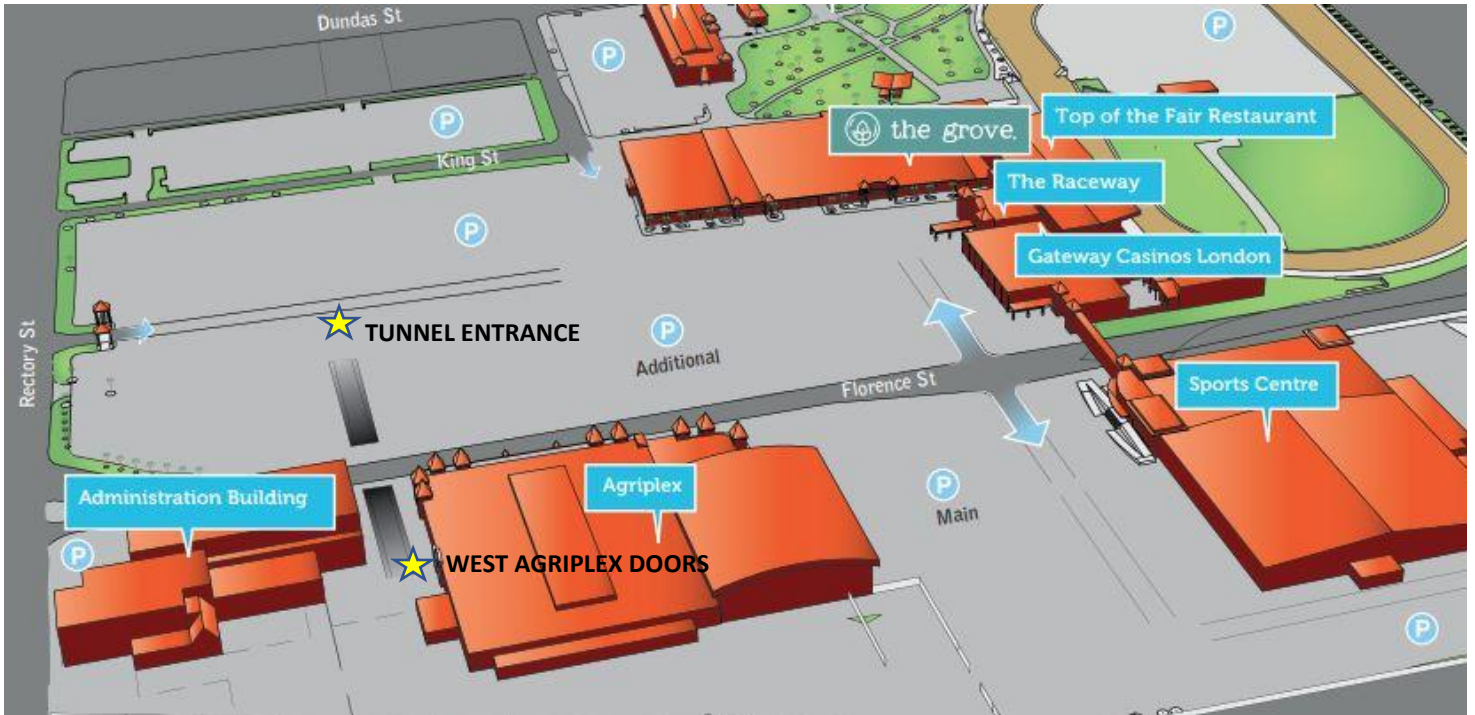 Dundas St
P
P
P
the grove.
Top of the Fair Restaurant
King St
The Raceway
P
Gateway Casinos London
TUNNEL ENTRANCE
P
Additional
Rectory St
Florence St
Sports Centre
Administration Building
Agriplex
P
Main
P
WEST AGRIPLEX DOORS
P